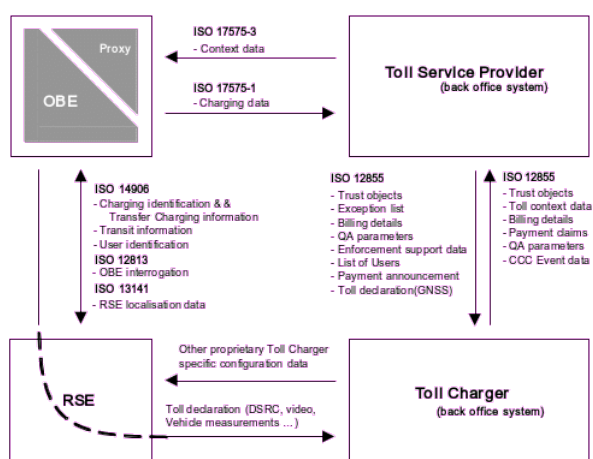 Proxy
OBE
ISO 17575-3
- Context data
ISO 17575-1
- Charging data
Toll Service Provider
(back office system)
ISO 14906
- Charging identification & &
Transfer Charging information
- Transit information
- User identification
ISO 12813
- OBE interrogation
ISO 13141
- RSE localisation data
ISO 12855
- Trust objects
- Exception list
- Billing details
- QA parameters
- Enforcement support data
- List of Users
- Payment announcement
- Toll declaration(GNSS)
ISO 12855
- Trust objects
- Toll context data
- Billing details
- Payment claims
- QA parameters
- CCC Event data
RSE
Other proprietary Toll Charger
specific configuration data
Toll declaration (DSRC, video,
Vehicle measurements ...)
Toll Charger
(back office system)